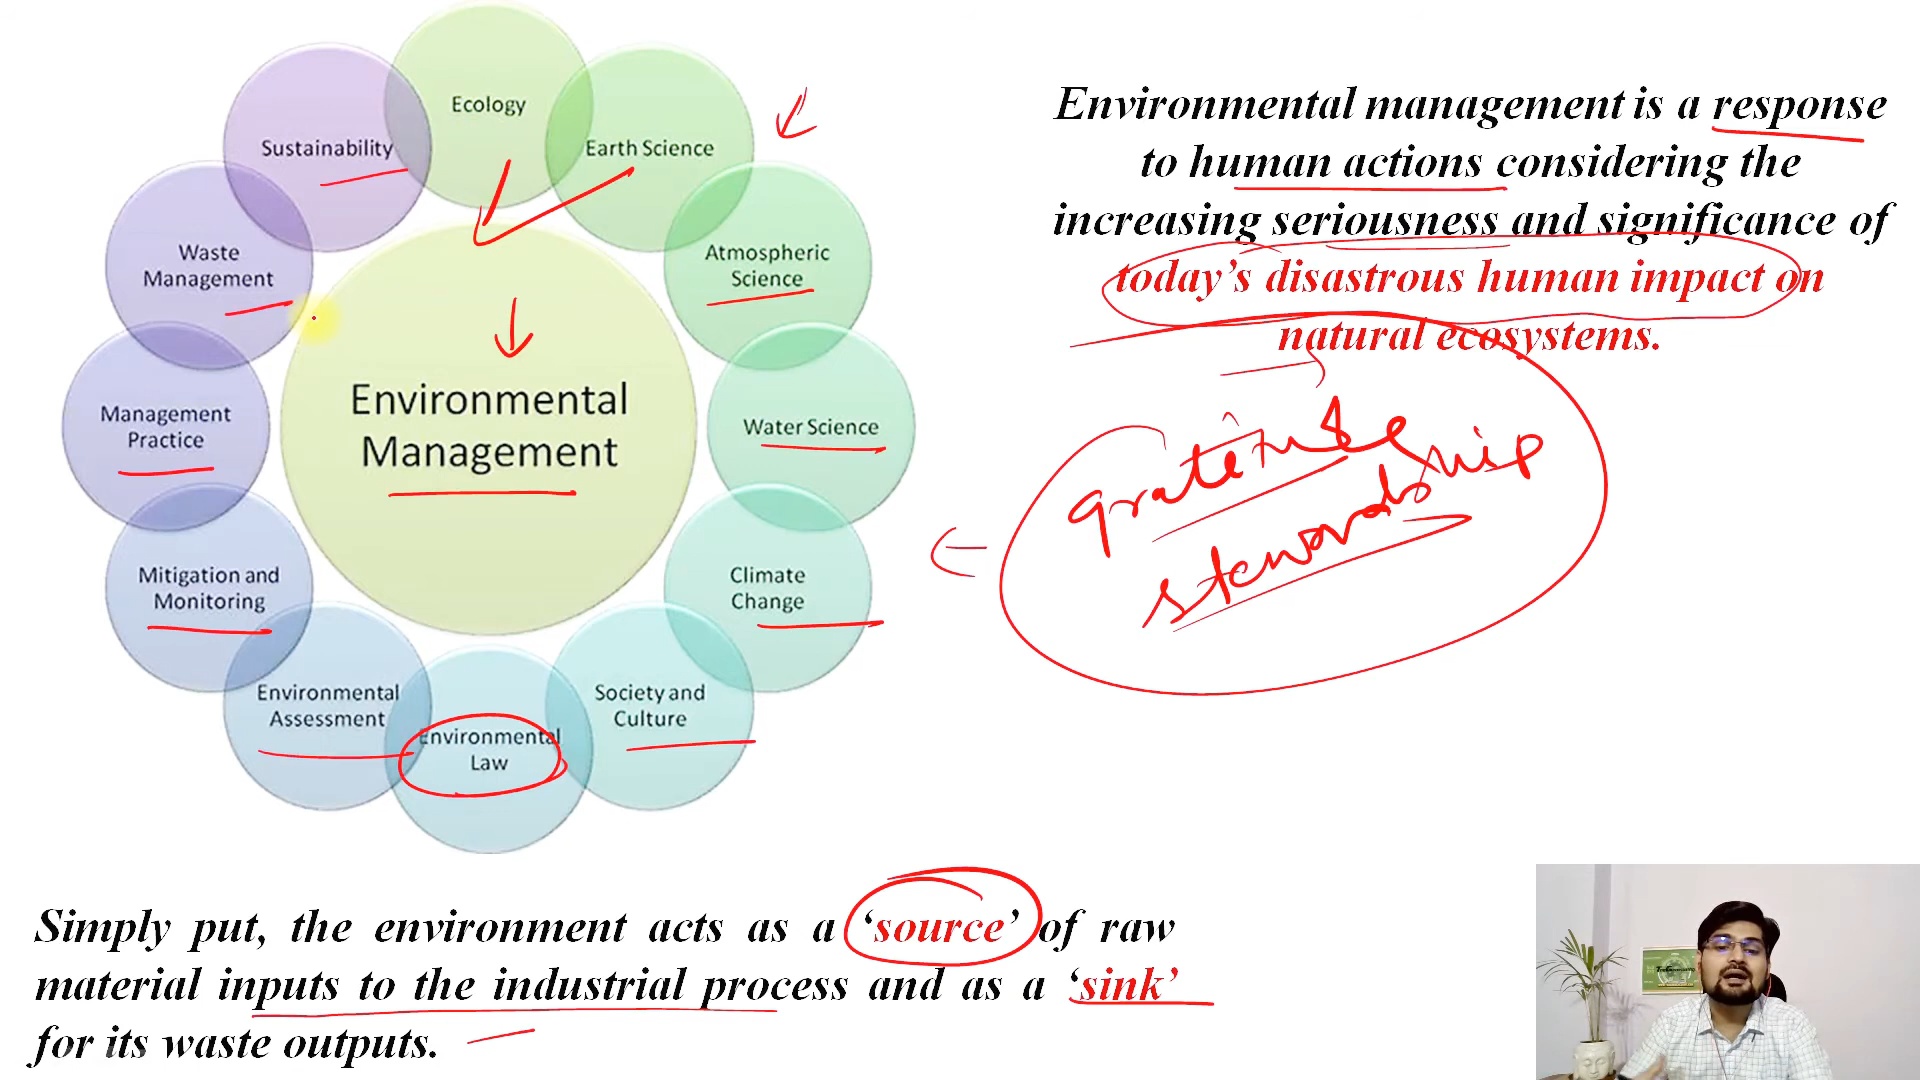 Ecology
Sustainability
Earth Science
Waste
Management
Atmospheric
Science
Management
Practice
Water Science
Environmental
Management
Mitigation and
Monitoring
Climate
Change
Environmental
Assessment
Society and
Culture
Environmental
Law
Environmental management is a response
to human actions considering the
increasing seriousness and significance of
today's disastrous human impact on
natural ecosystems.
gratitude
stewardship
Simply put, the environment acts as a ‘source’ of raw
material inputs to the industrial process and as a ‘sink’
for its waste outputs.